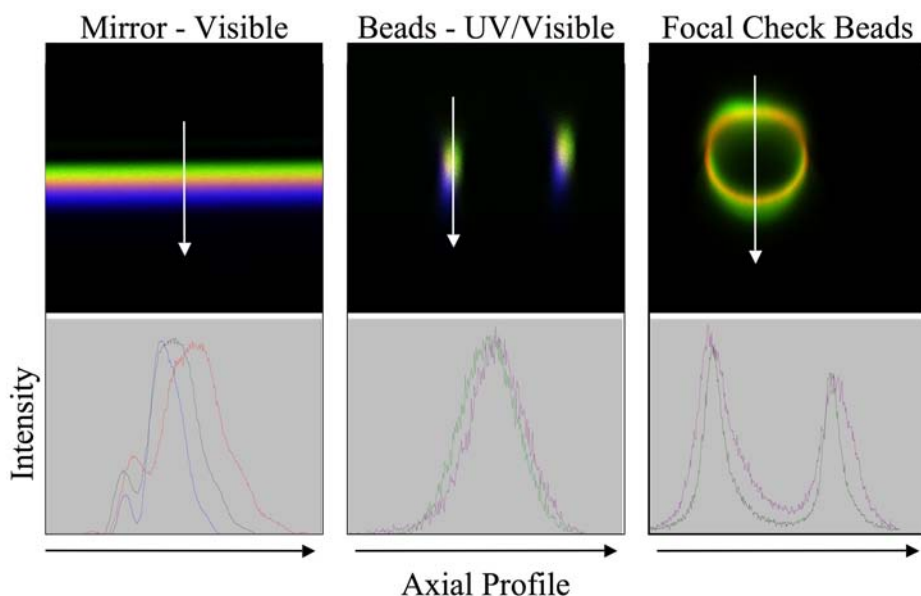 Mirror - Visible
Beads - UV/Visible
Focal Check Beads
Intensity
Axial Profile